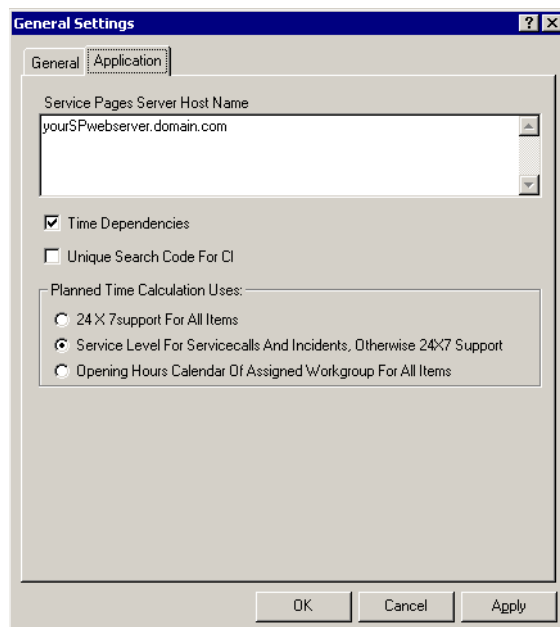 General Settings
General
Application
Service Pages Server Host Name
yourSPwebserver.domain.com
Time Dependencies
Unique Search Code For CI
Planned Time Calculation Uses:
24 X 7support For All Items
Service Level For Servicecalls And Incidents, Otherwise 24X7 Support
Opening Hours Calendar Of Assigned Workgroup For All Items
OK
Cancel
Apply